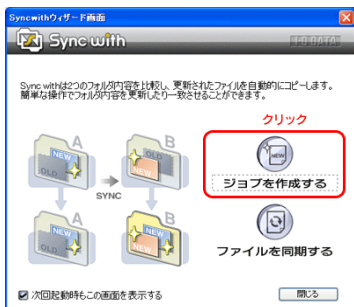 Syncwithウィザード画面
Sync with
I-O DATA
Sync withは2つのフォルダ内容を比較し、更新されたファイルを自動的にコピーします。
簡単な操作でフォルダ内容を更新したり一致させることができます。
クリック
A
B
NEW
OLD
OLD
NEW
NEW
ジョブを作成する
SYNC
A
B
NEW
OLD
NEW
NEW
ファイルを同期する
次回起動時もこの画面を表示する
閉じる